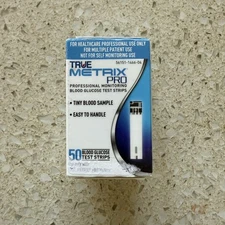 FOR HEALTHCARE PROFESSIONAL USE ONLY
FOR MULTIPLE PATIENT USE
NOT FOR SELF MONITORING USE
TRUE
METRIX
PRO
PROFESSIONAL MONITORING
BLOOD GLUCOSE TEST STRIPS
• TINY BLOOD SAMPLE
• EASY TO HANDLE
50 BLOOD GLUCOSE
TEST STRIPS